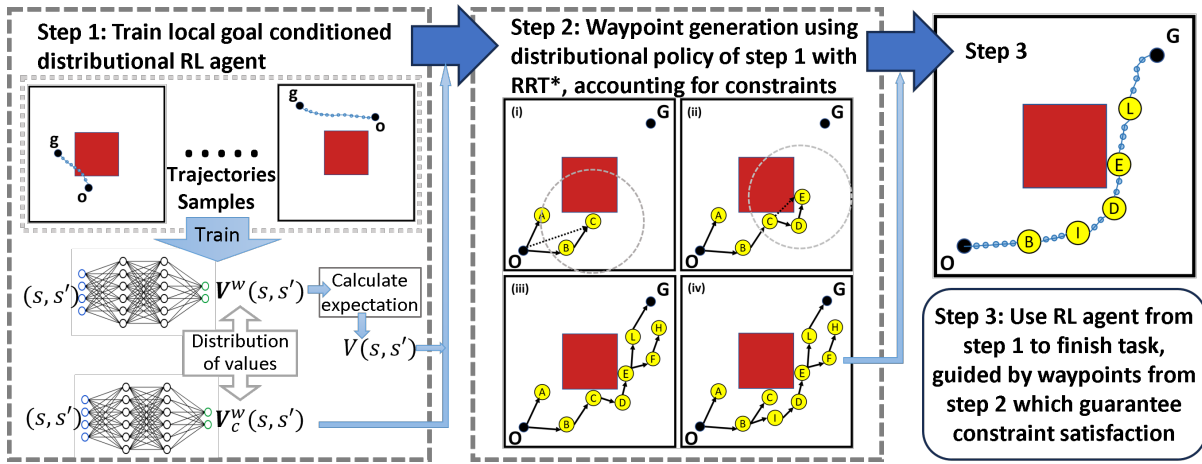 Step 1: Train local goal conditioned
distributional RL agent
g
o
g
o
Trajectories
Samples
Train
(s, s′)
V^w(s, s′)
Calculate
expectation
V(s, s′)
Distribution
of values
(s, s′)
V_C^w(s, s′)
Step 2: Waypoint generation using
distributional policy of step 1 with
RRT*, accounting for constraints
(i)
G
A
C
B
O
(ii)
G
A
E
C
D
B
O
(iii)
G
L
H
F
E
A
C
D
B
O
(iv)
G
L
H
F
E
A
C
D
I
B
O
Step 3
G
L
E
D
I
B
O
Step 3: Use RL agent from
step 1 to finish task,
guided by waypoints from
step 2 which guarantee
constraint satisfaction